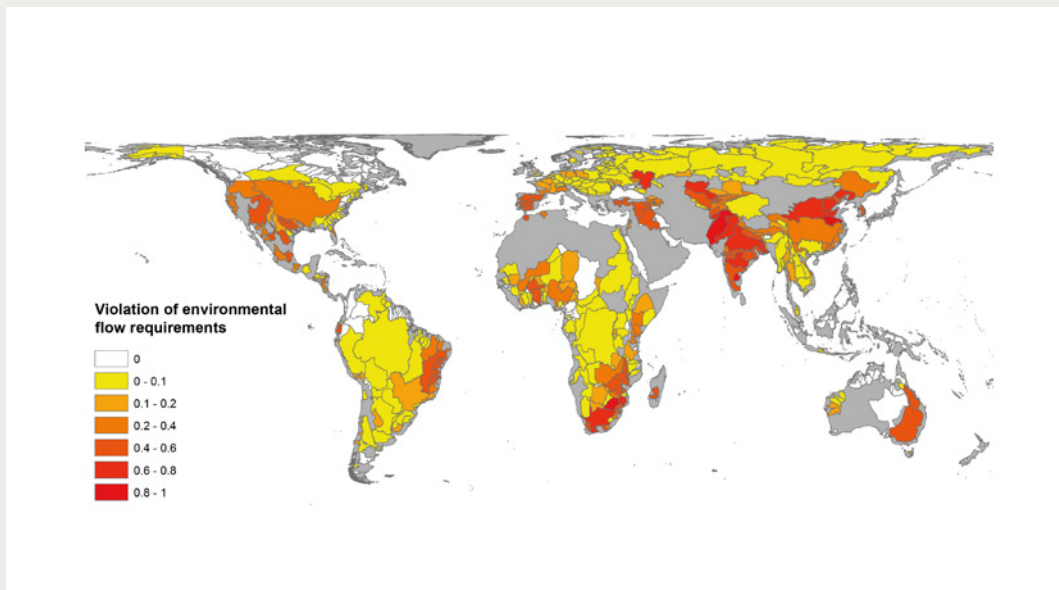 Violation of environmental
flow requirements
0
0 - 0.1
0.1 - 0.2
0.2 - 0.4
0.4 - 0.6
0.6 - 0.8
0.8 - 1